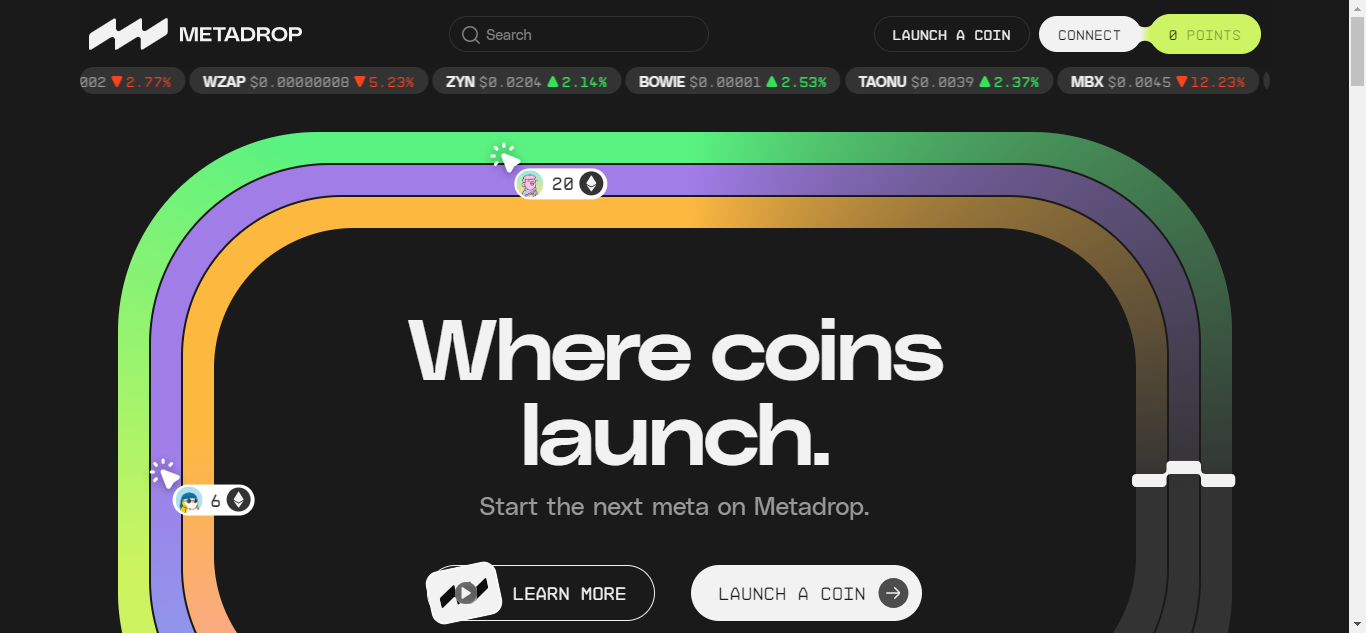 METADROP
Search
LAUNCH A COIN
CONNECT
0 POINTS
002 ▼2.77%
WZAP $0.00000008 ▼5.23%
ZYN $0.0204 ▲2.14%
BOWIE $0.00001 ▲2.53%
TAONU $0.0039 ▲2.37%
MBX $0.0045 ▼12.23%
20
Where coins
launch.
6
Start the next meta on Metadrop.
LEARN MORE
LAUNCH A COIN